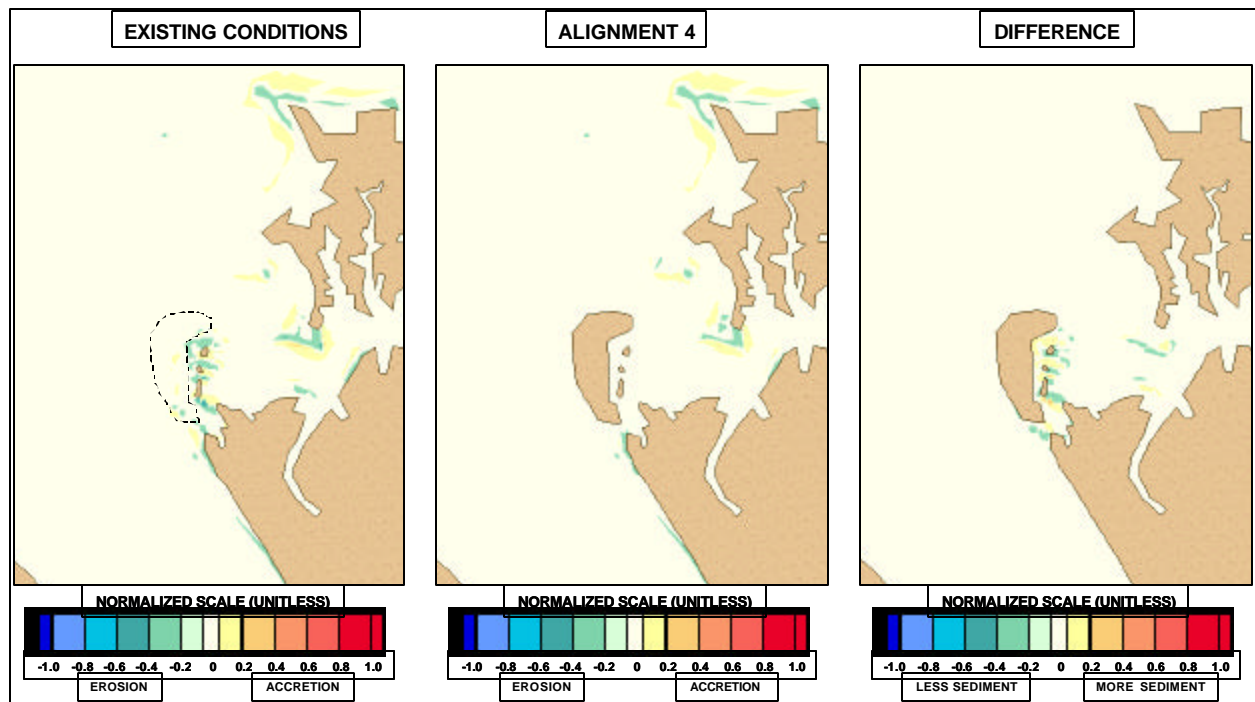 EXISTING CONDITIONS
ALIGNMENT 4
DIFFERENCE
NORMALIZED SCALE (UNITLESS)
-1.0 -0.8 -0.6 -0.4 -0.2 0 0.2 0.4 0.6 0.8 1.0
EROSION ACCRETION
NORMALIZED SCALE (UNITLESS)
-1.0 -0.8 -0.6 -0.4 -0.2 0 0.2 0.4 0.6 0.8 1.0
EROSION ACCRETION
NORMALIZED SCALE (UNITLESS)
-1.0 -0.8 -0.6 -0.4 -0.2 0 0.2 0.4 0.6 0.8 1.0
LESS SEDIMENT MORE SEDIMENT